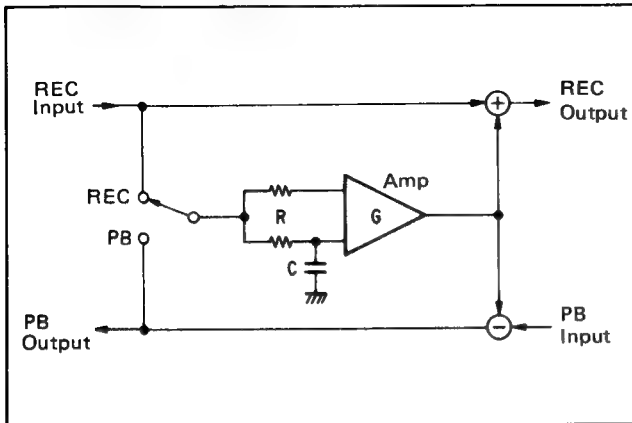 REC
Input
REC
Output
Amp
REC
R
G
PB
C
PB
Output
PB
Input
+
−